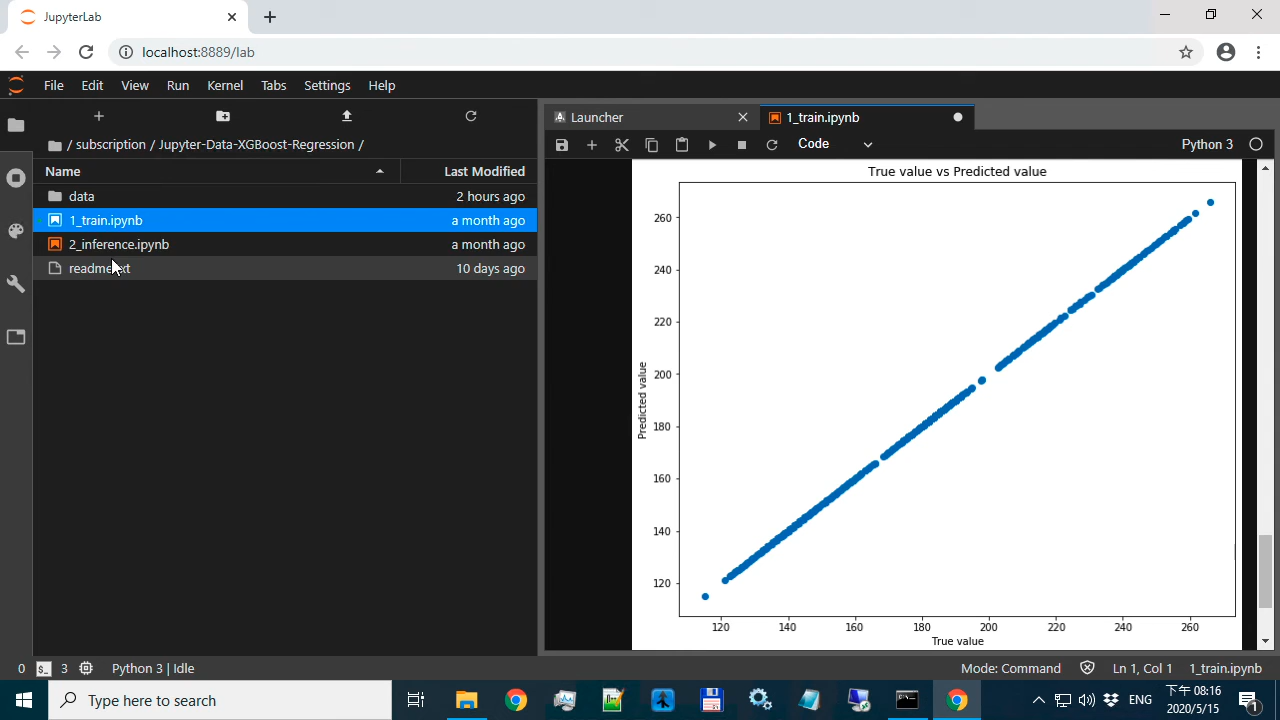 JupyterLab
localhost:8889/lab
File Edit View Run Kernel Tabs Settings Help
/ subscription / Jupyter-Data-XGBoost-Regression /
Name Last Modified
data 2 hours ago
1_train.ipynb a month ago
2_inference.ipynb a month ago
10 days ago
Launcher 1_train.ipynb
Code Python 3
True value vs Predicted value
Predicted value
260
240
220
200
180
160
140
120
120 140 160 180 200 220 240 260
True value
0 $_ 3 Python 3 | Idle Mode: Command Ln 1, Col 1 1_train.ipynb
Type here to search
ENG
下午 08:16
2020/5/15
1